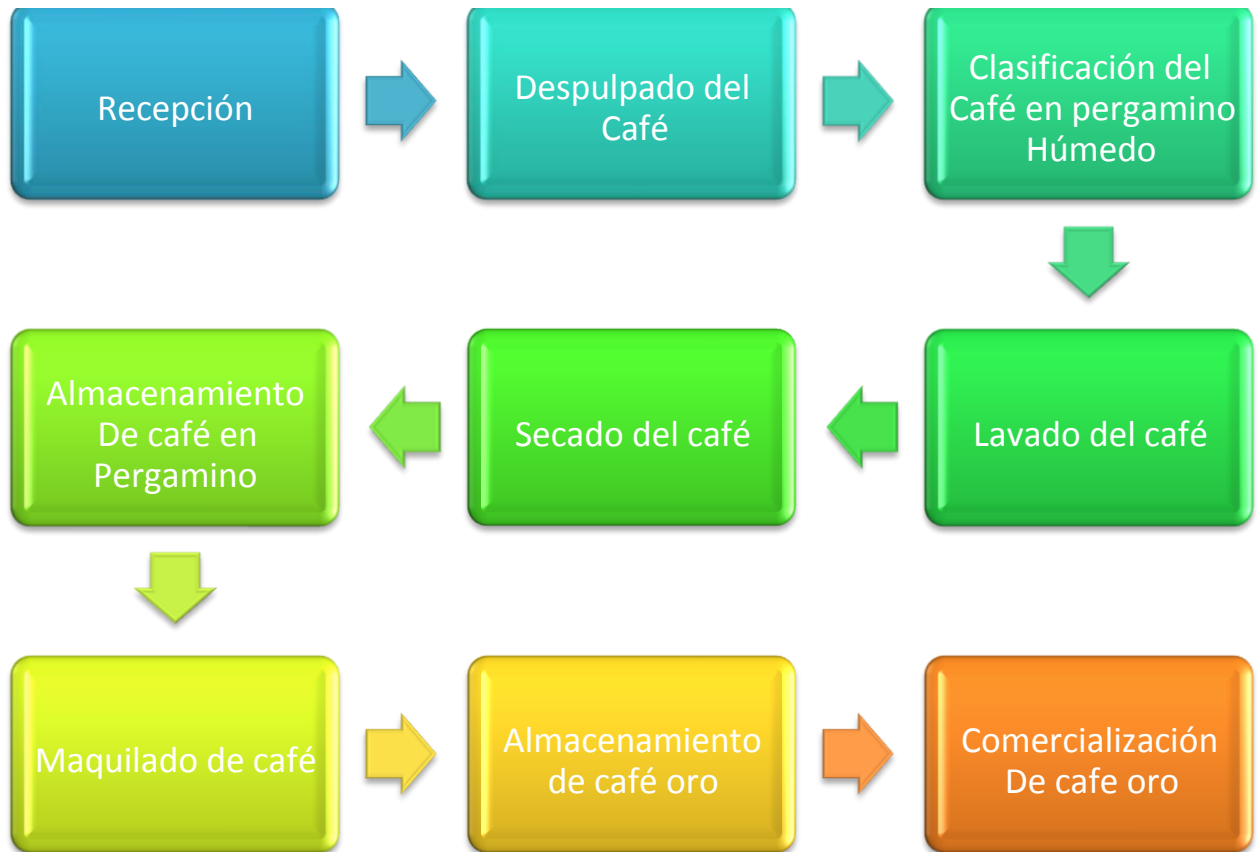 Recepción
Despulpado del
Café
Clasificación del
Café en pergamino
Húmedo
Lavado del café
Secado del café
Almacenamiento
De café en
Pergamino
Maquilado de café
Almacenamiento
de café oro
Comercialización
De cafe oro